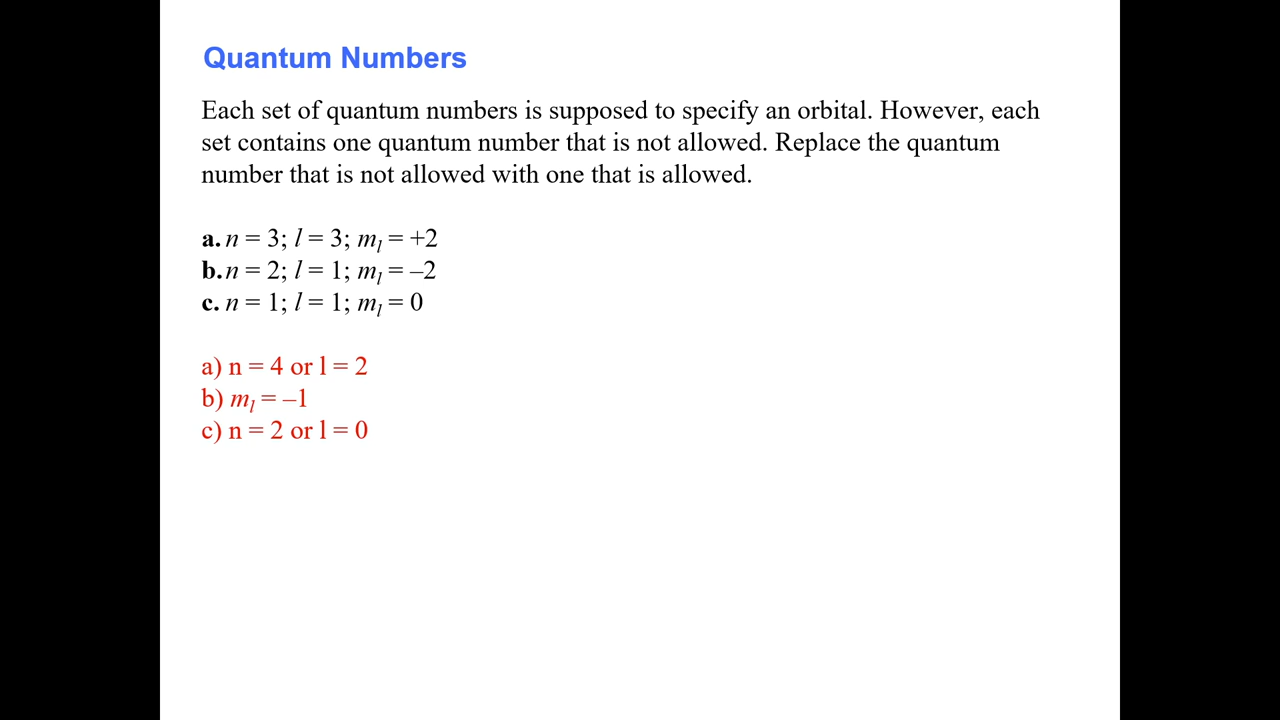 Quantum Numbers
Each set of quantum numbers is supposed to specify an orbital. However, each
set contains one quantum number that is not allowed. Replace the quantum
number that is not allowed with one that is allowed.
a. n = 3; l = 3; mₗ = +2
b. n = 2; l = 1; mₗ = –2
c. n = 1; l = 1; mₗ = 0
a) n = 4 or l = 2
b) mₗ = –1
c) n = 2 or l = 0